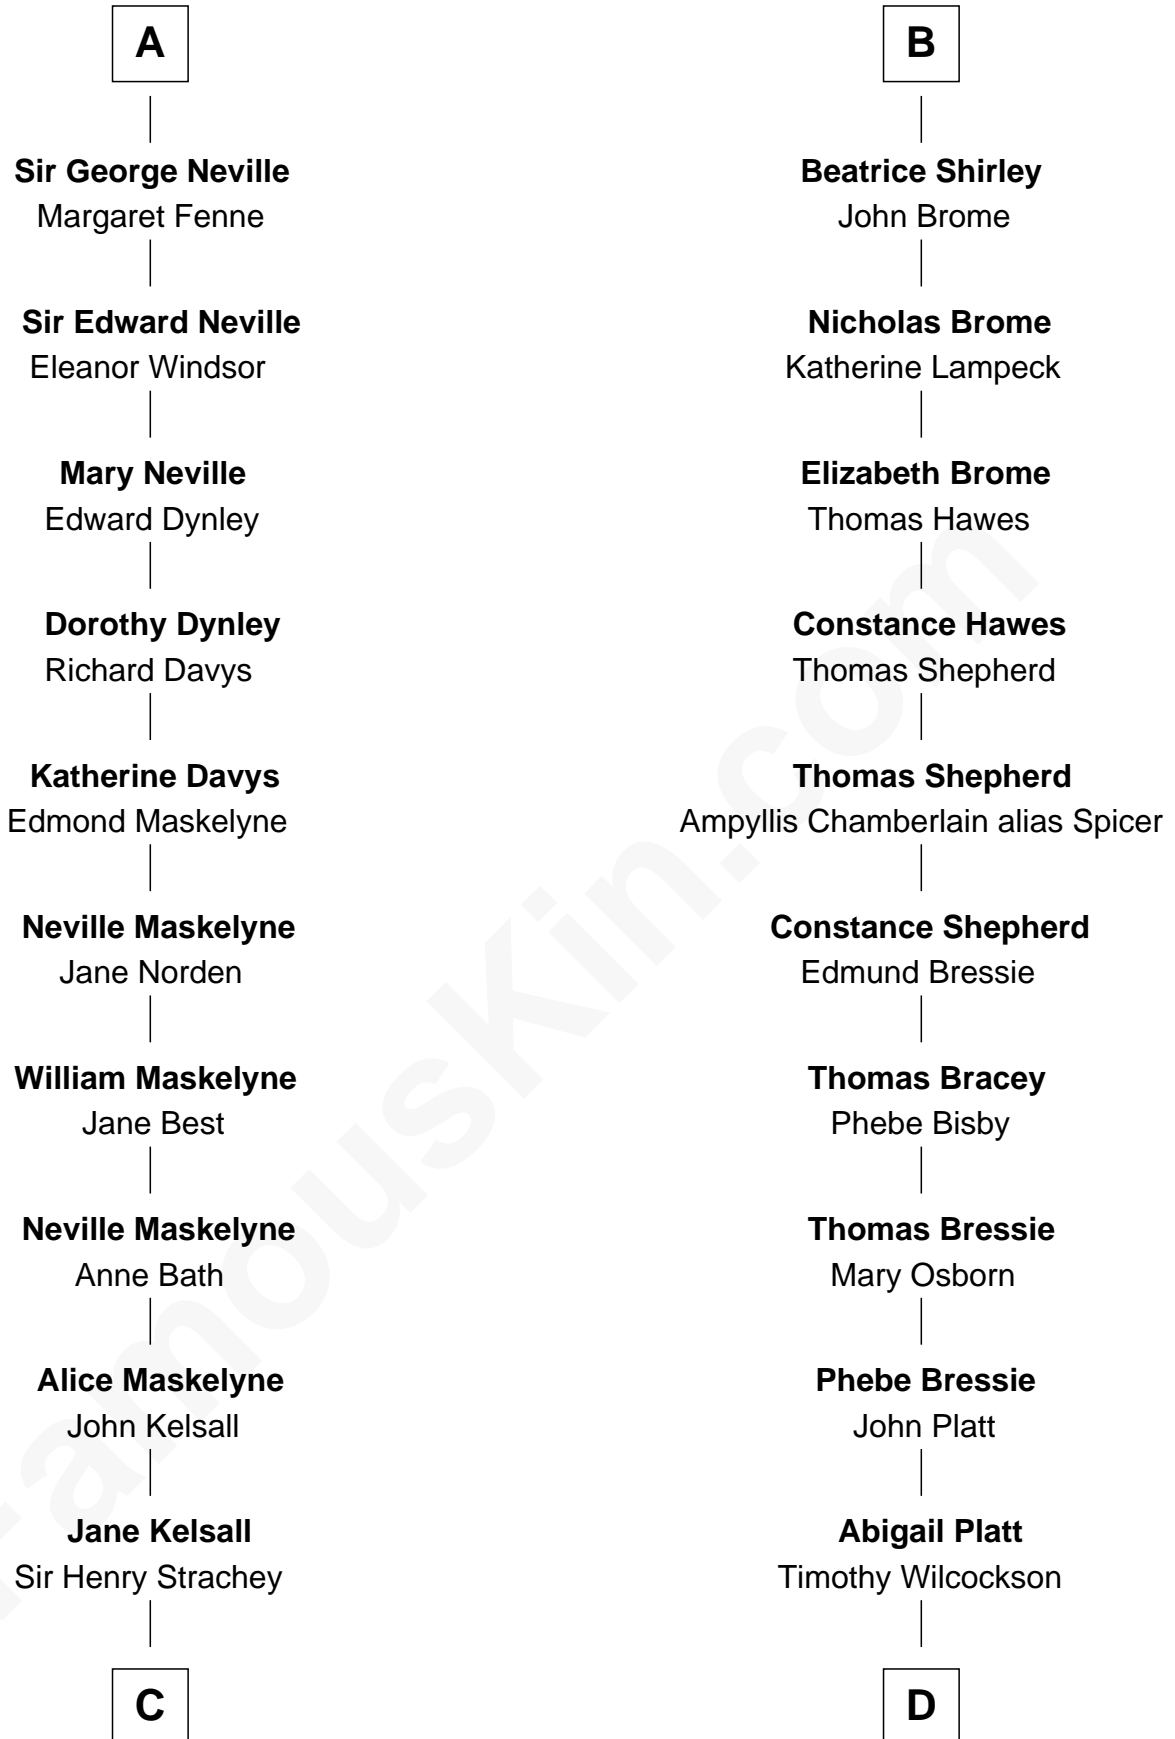 A
Sir George Neville
Margaret Fenne
Sir Edward Neville
Eleanor Windsor
Mary Neville
Edward Dynley
Dorothy Dynley
Richard Davys
Katherine Davys
Edmond Maskelyne
Neville Maskelyne
Jane Norden
William Maskelyne
Jane Best
Neville Maskelyne
Anne Bath
Alice Maskelyne
John Kelsall
Jane Kelsall
Sir Henry Strachey
C
B
Beatrice Shirley
John Brome
Nicholas Brome
Katherine Lampeck
Elizabeth Brome
Thomas Hawes
Constance Hawes
Thomas Shepherd
Thomas Shepherd
Ampyllis Chamberlain alias Spicer
Constance Shepherd
Edmund Bressie
Thomas Bracey
Phebe Bisby
Thomas Bressie
Mary Osborn
Phebe Bressie
John Platt
Abigail Platt
Timothy Wilcockson
D
FamousKin.com